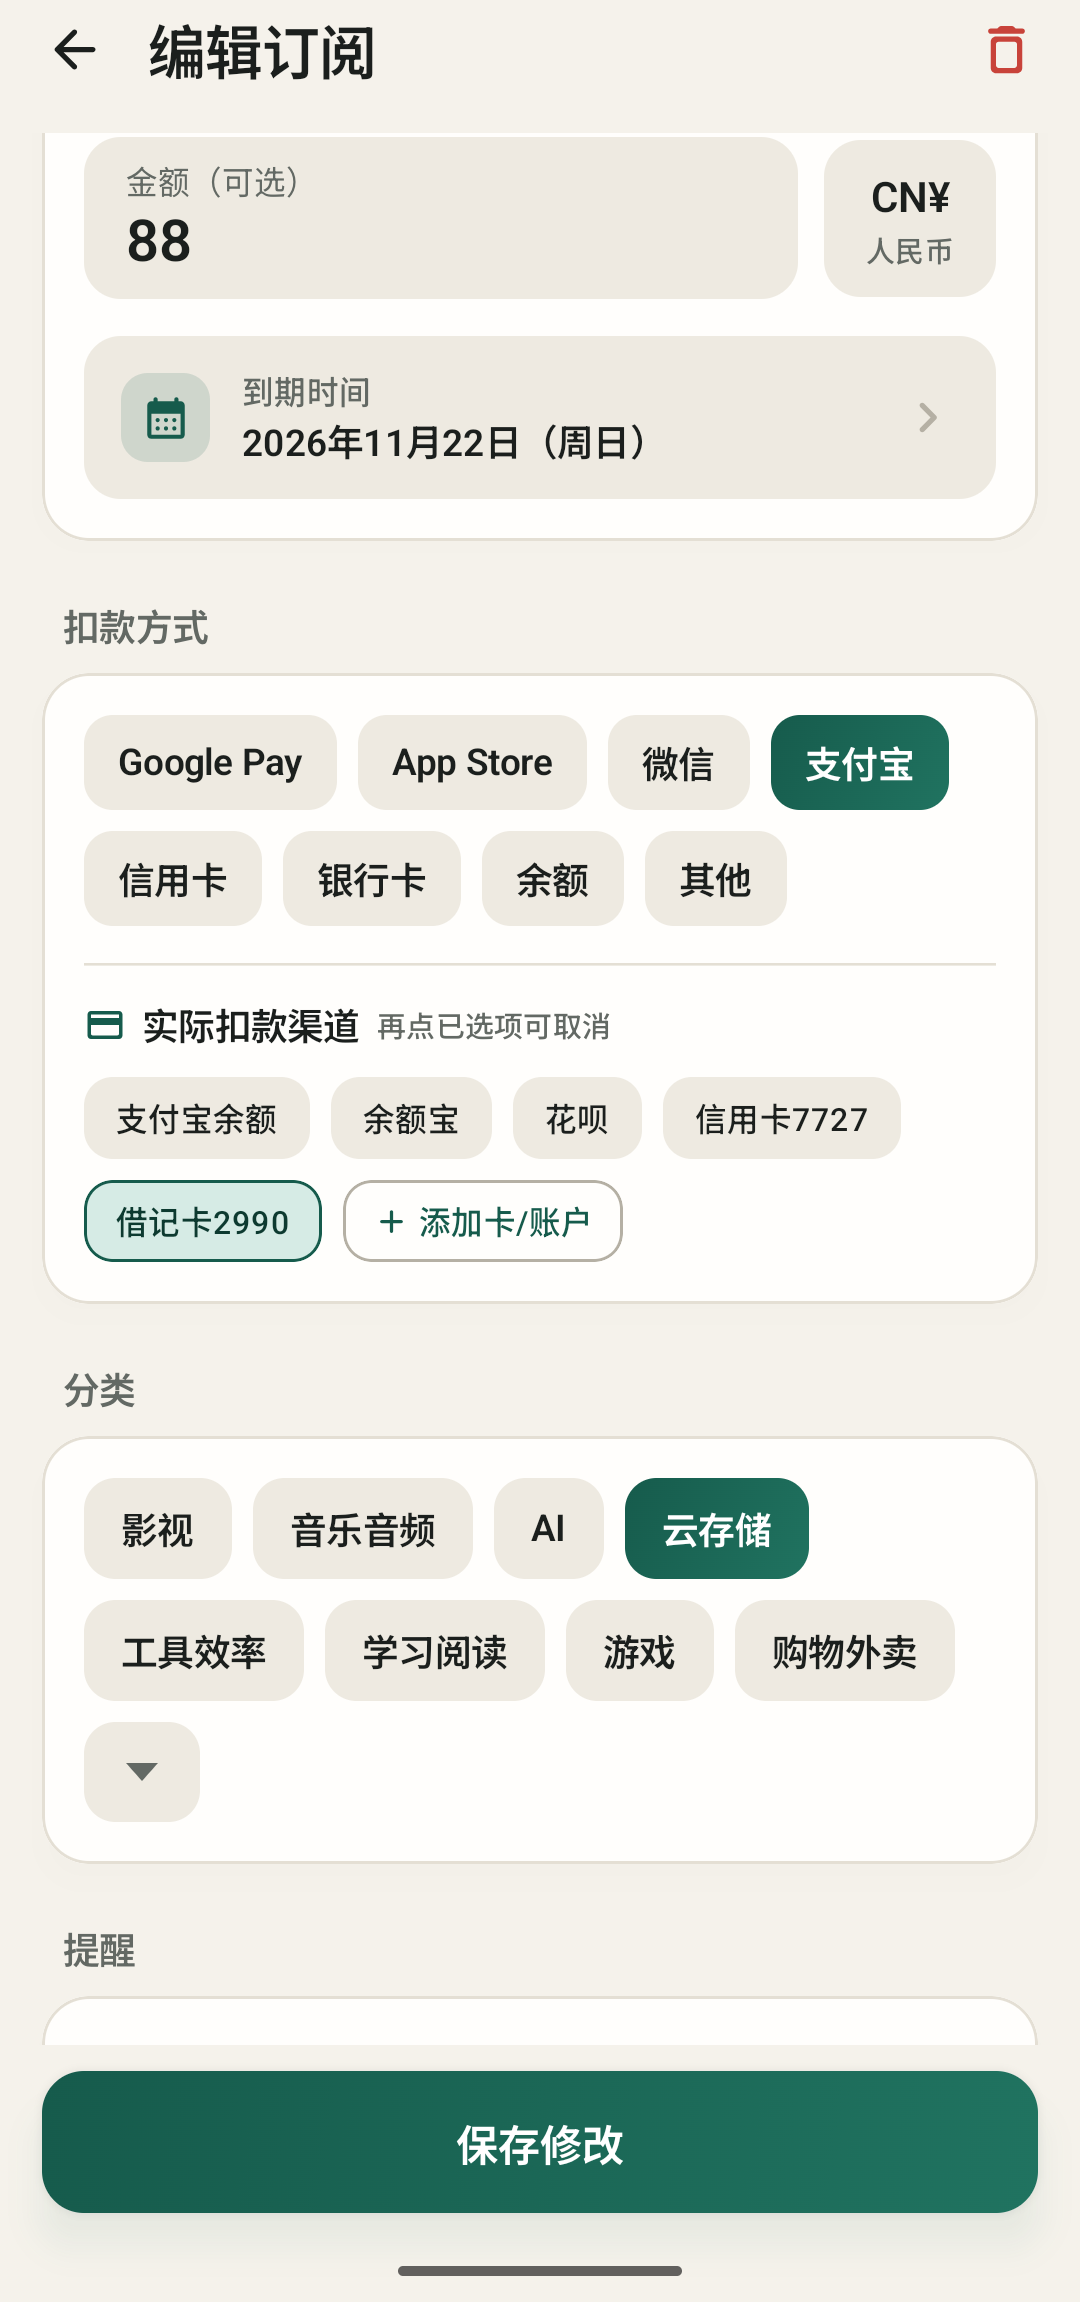 编辑订阅
金额（可选）
88
CN¥
人民币
到期时间
2026年11月22日（周日）
扣款方式
Google Pay
App Store
微信
支付宝
信用卡
银行卡
余额
其他
实际扣款渠道 再点已选项可取消
支付宝余额
余额宝
花呗
信用卡7727
借记卡2990
+ 添加卡/账户
分类
影视
音乐音频
AI
云存储
工具效率
学习阅读
游戏
购物外卖
提醒
保存修改